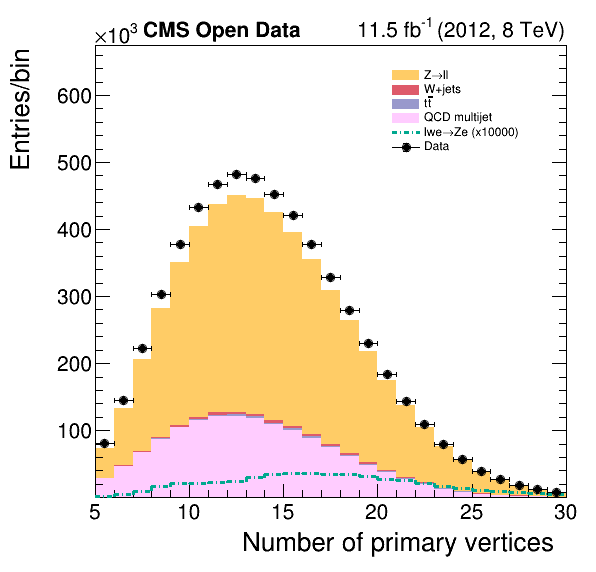 ×10³ CMS Open Data 11.5 fb⁻¹ (2012, 8 TeV)
Entries/bin
600
500
400
300
200
100
Z→ll
W+jets
tt̅
QCD multijet
lwe→Ze (x10000)
Data
5 10 15 20 25 30
Number of primary vertices